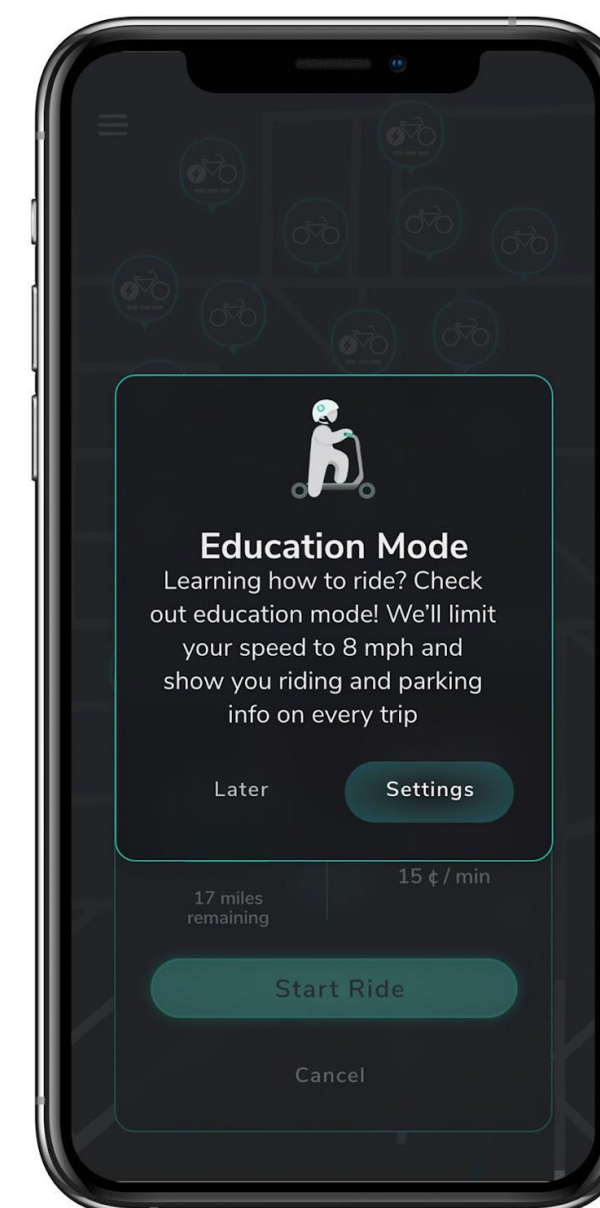 Education Mode
Learning how to ride? Check
out education mode! We’ll limit
your speed to 8 mph and
show you riding and parking
info on every trip
Later
Settings
15 ¢ / min
17 miles
remaining
Start Ride
Cancel